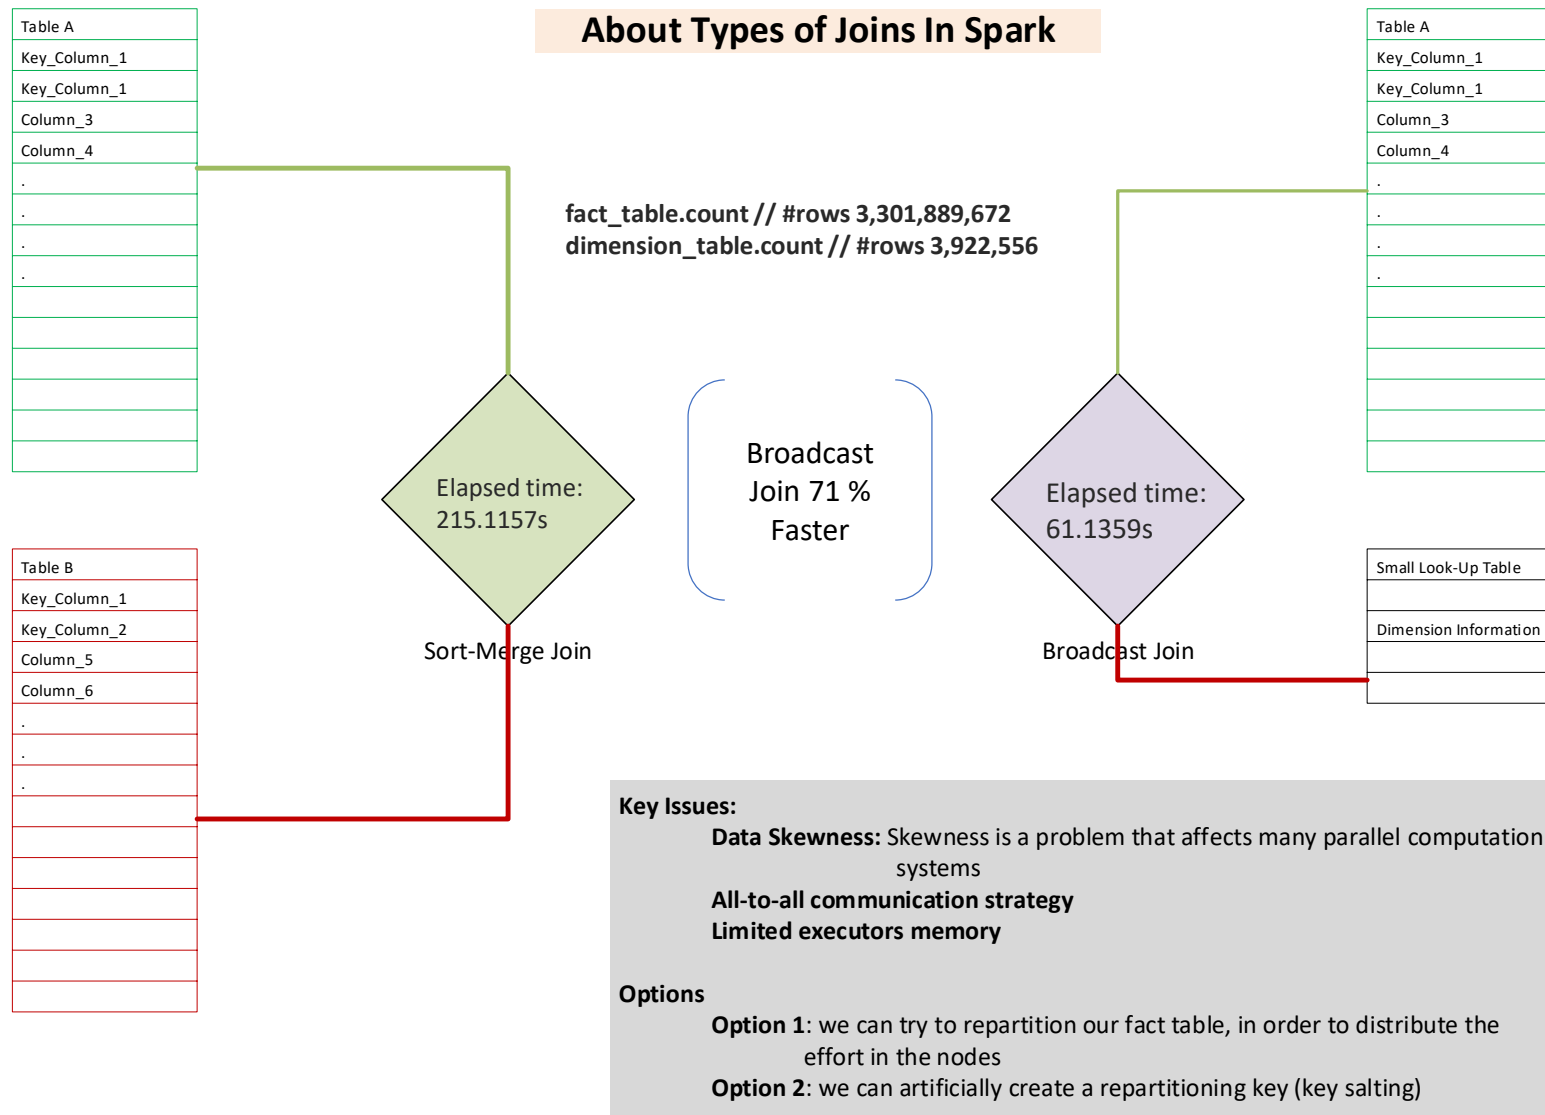 About Types of Joins In Spark
Table A
Key_Column_1
Key_Column_1
Column_3
Column_4
.
.
.
.
Table B
Key_Column_1
Key_Column_2
Column_5
Column_6
.
.
.
fact_table.count // #rows 3,301,889,672
dimension_table.count // #rows 3,922,556
Elapsed time:
215.1157s
Sort-Merge Join
Broadcast
Join 71 %
Faster
Elapsed time:
61.1359s
Broadcast Join
Table A
Key_Column_1
Key_Column_1
Column_3
Column_4
.
.
.
.
Small Look-Up Table
Dimension Information
Key Issues:
Data Skewness: Skewness is a problem that affects many parallel computation
systems
All-to-all communication strategy
Limited executors memory
Options
Option 1: we can try to repartition our fact table, in order to distribute the
effort in the nodes
Option 2: we can artificially create a repartitioning key (key salting)